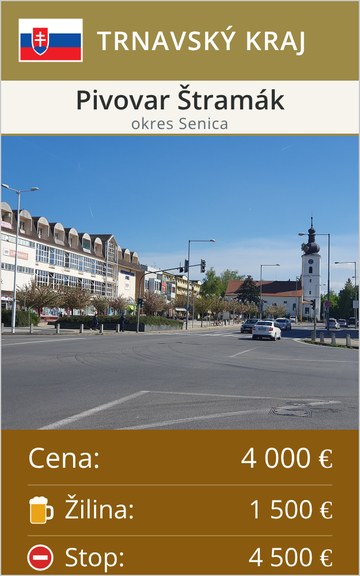 TRNAVSKÝ KRAJ
Pivovar Štramák
okres Senica
Cena: 4 000 €
Žilina: 1 500 €
Stop: 4 500 €